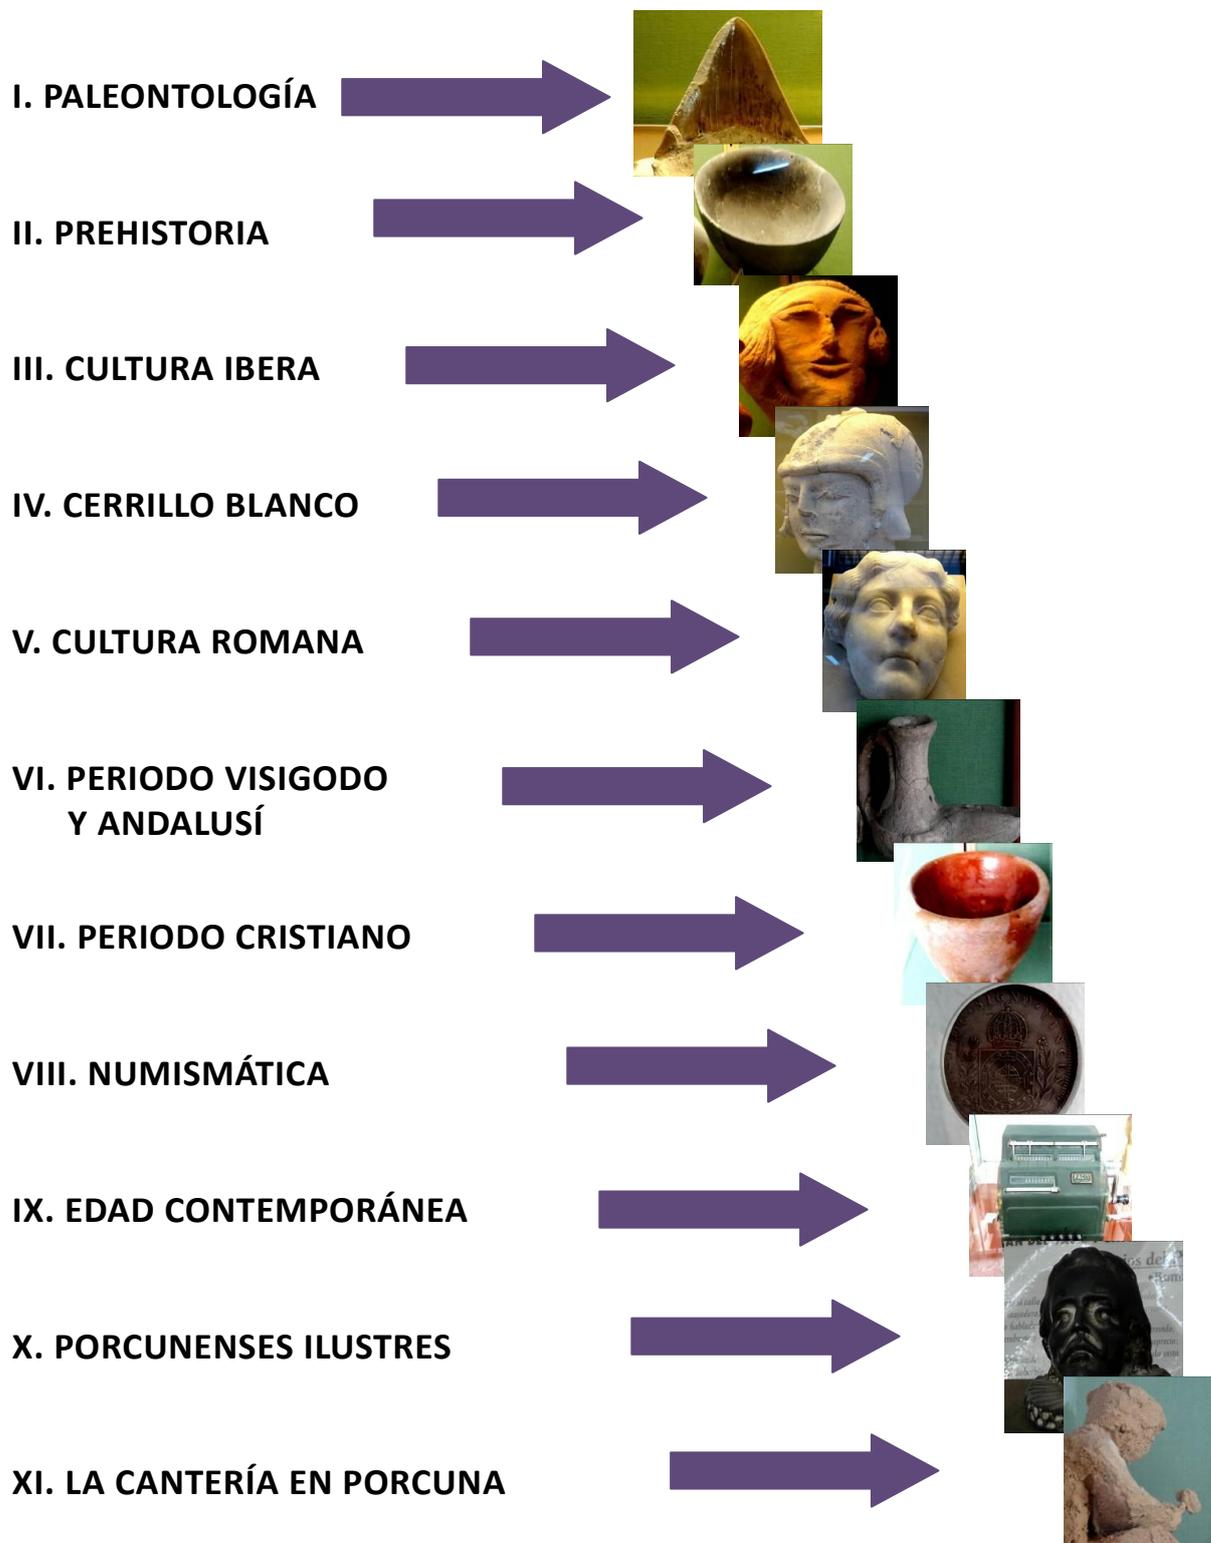 I. PALEONTOLOGÍA
II. PREHISTORIA
III. CULTURA IBERA
IV. CERRILLO BLANCO
V. CULTURA ROMANA
VI. PERIODO VISIGODO
Y ANDALUSÍ
VII. PERIODO CRISTIANO
VIII. NUMISMÁTICA
IX. EDAD CONTEMPORÁNEA
X. PORCUNENSES ILUSTRES
XI. LA CANTERÍA EN PORCUNA